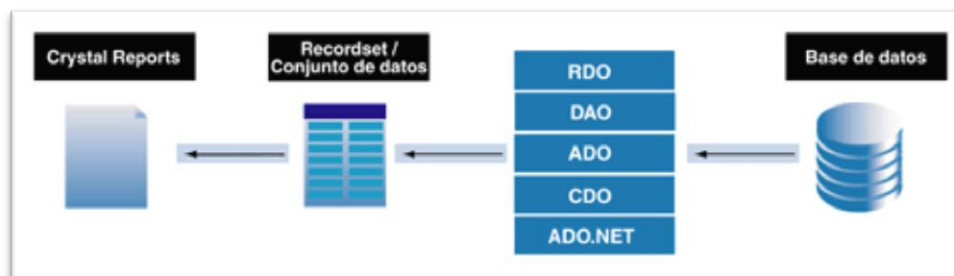 Crystal Reports
Recordset /
Conjunto de datos
RDO
DAO
ADO
CDO
ADO.NET
Base de datos